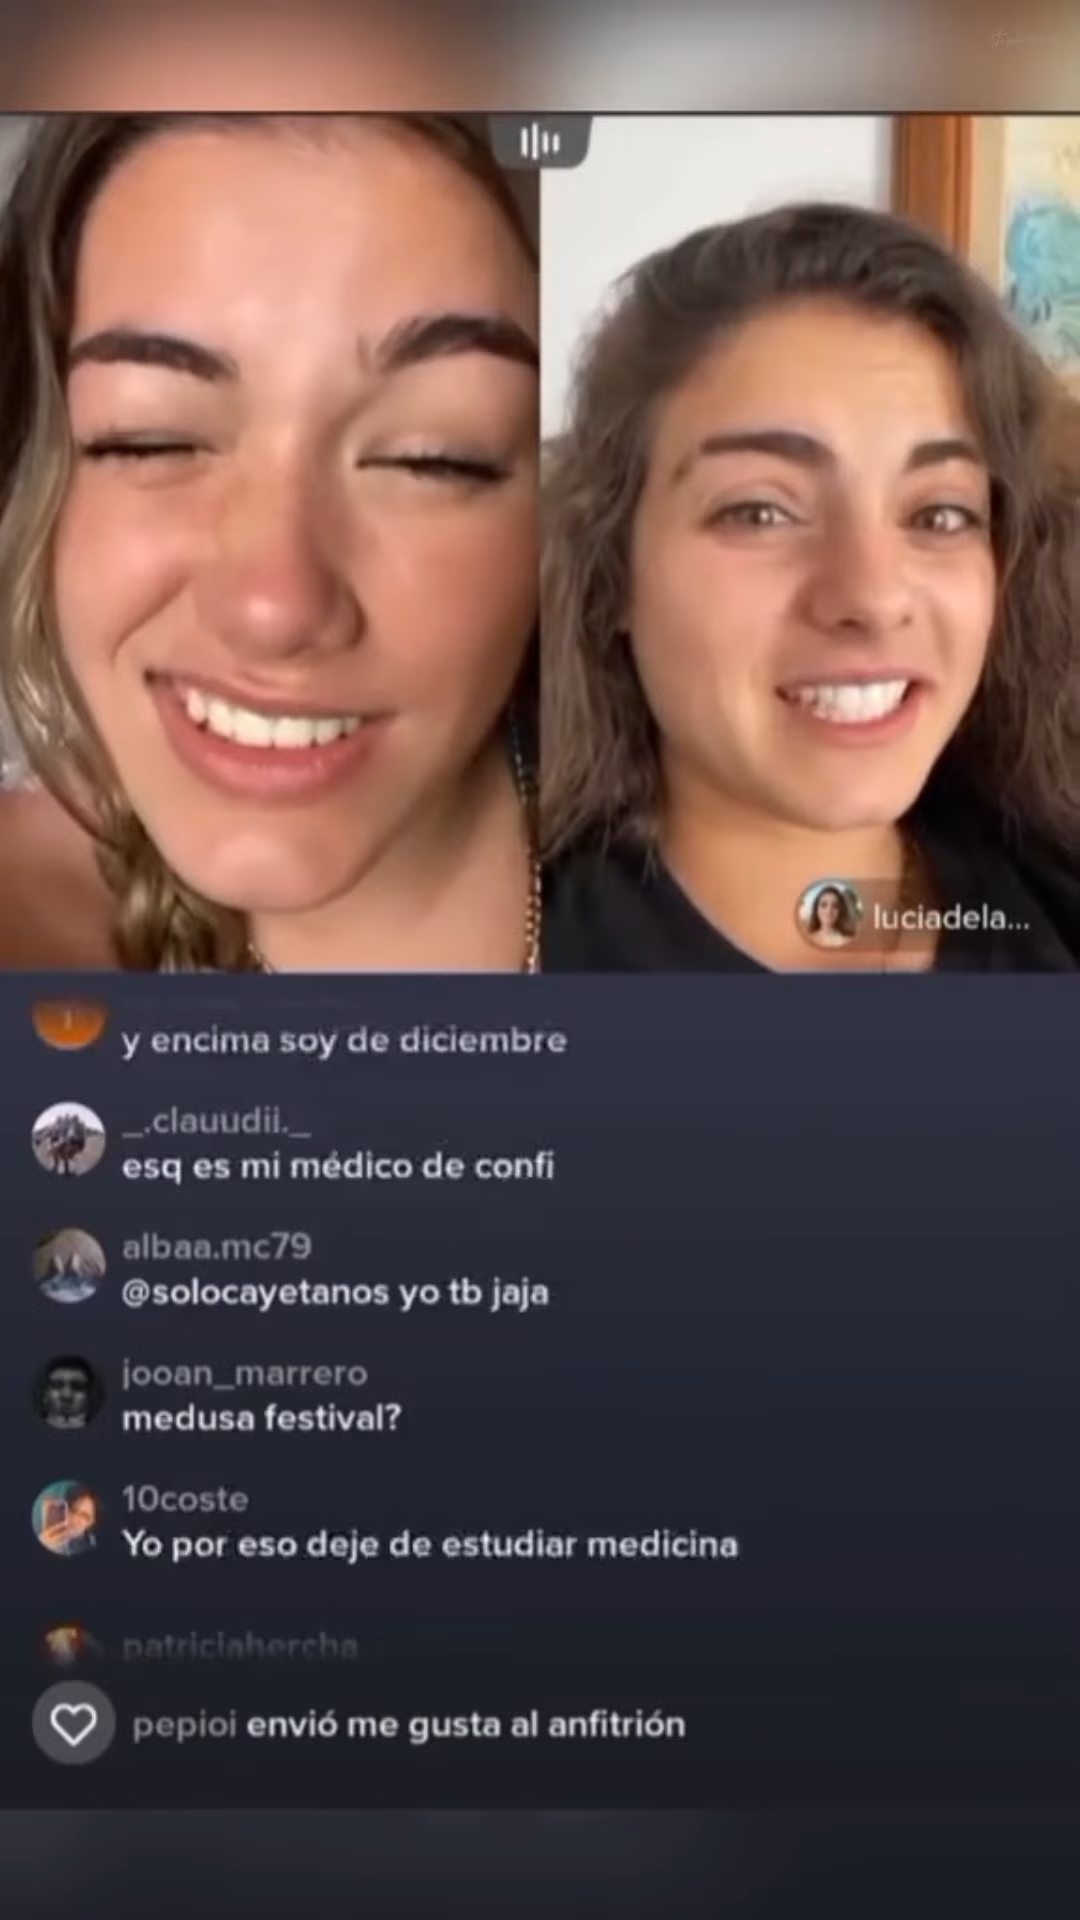 luciadela...
y encima soy de diciembre
_.clauudii._
esq es mi médico de confi
albaa.mc79
@solocayetanos yo tb jaja
jooan_marrero
medusa festival?
10coste
Yo por eso deje de estudiar medicina
patriciahercha
pepioi envió me gusta al anfitrión